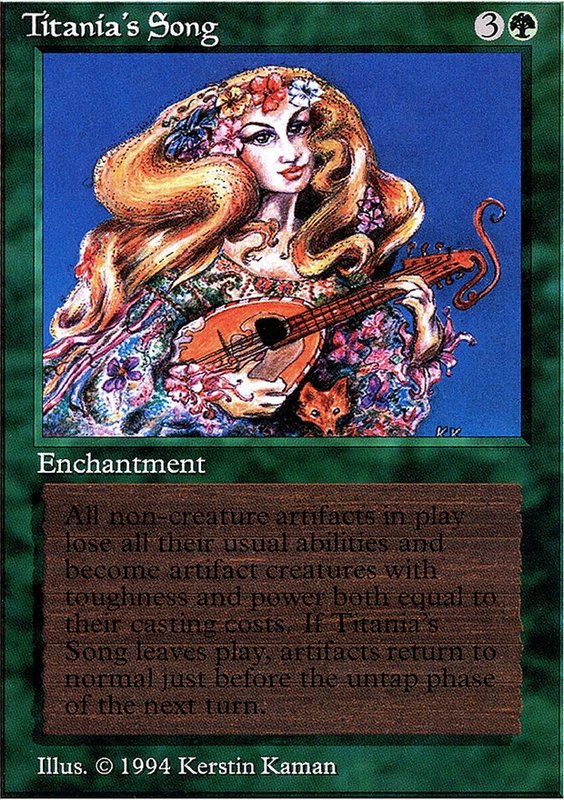 Titania's Song
3
Enchantment
All non-creature artifacts in play
lose all their usual abilities and
become artifact creatures with
toughness and power both equal to
their casting costs. If Titania's
Song leaves play, artifacts return to
normal just before the untap phase
of the next turn.
K K
Illus. © 1994 Kerstin Kaman